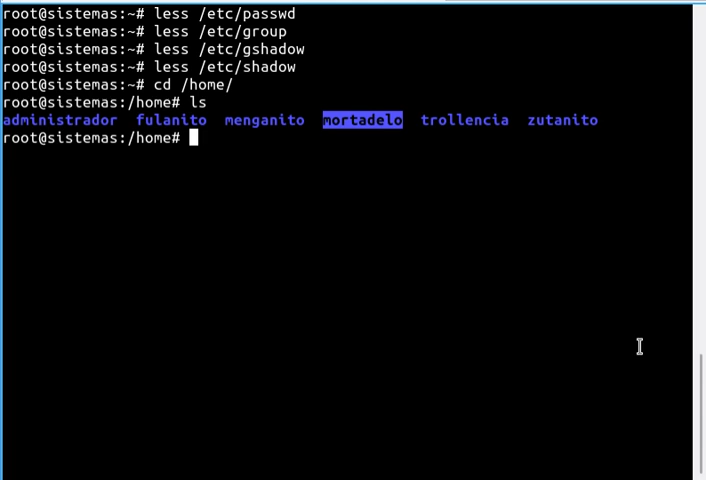 root@sistemas:~# less /etc/passwd
root@sistemas:~# less /etc/group
root@sistemas:~# less /etc/gshadow
root@sistemas:~# less /etc/shadow
root@sistemas:~# cd /home/
root@sistemas:/home# ls
administrador fulanito menganito mortadelo trollencia zutanito
root@sistemas:/home#